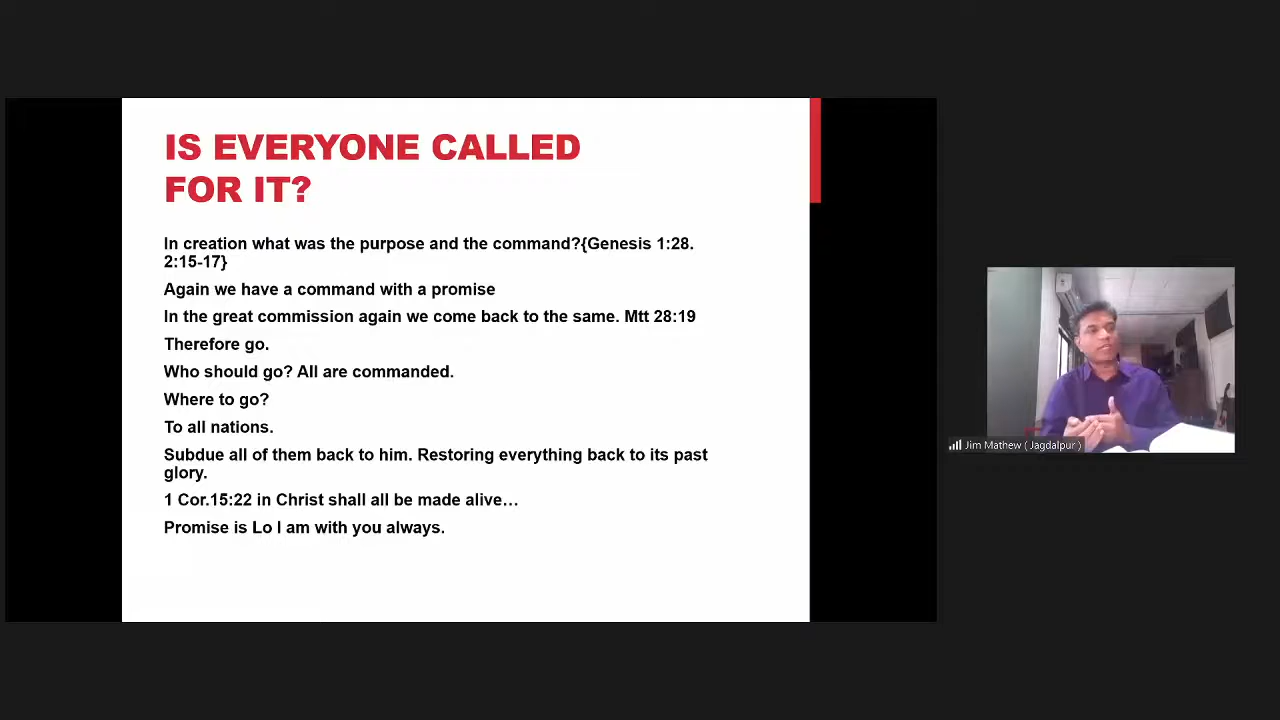 IS EVERYONE CALLED
FOR IT?
In creation what was the purpose and the command?{Genesis 1:28.
2:15-17}
Again we have a command with a promise
In the great commission again we come back to the same. Mtt 28:19
Therefore go.
Who should go? All are commanded.
Where to go?
To all nations.
Subdue all of them back to him. Restoring everything back to its past
glory.
1 Cor.15:22 in Christ shall all be made alive…
Promise is Lo I am with you always.
Jim Mathew ( Jagdalpur )